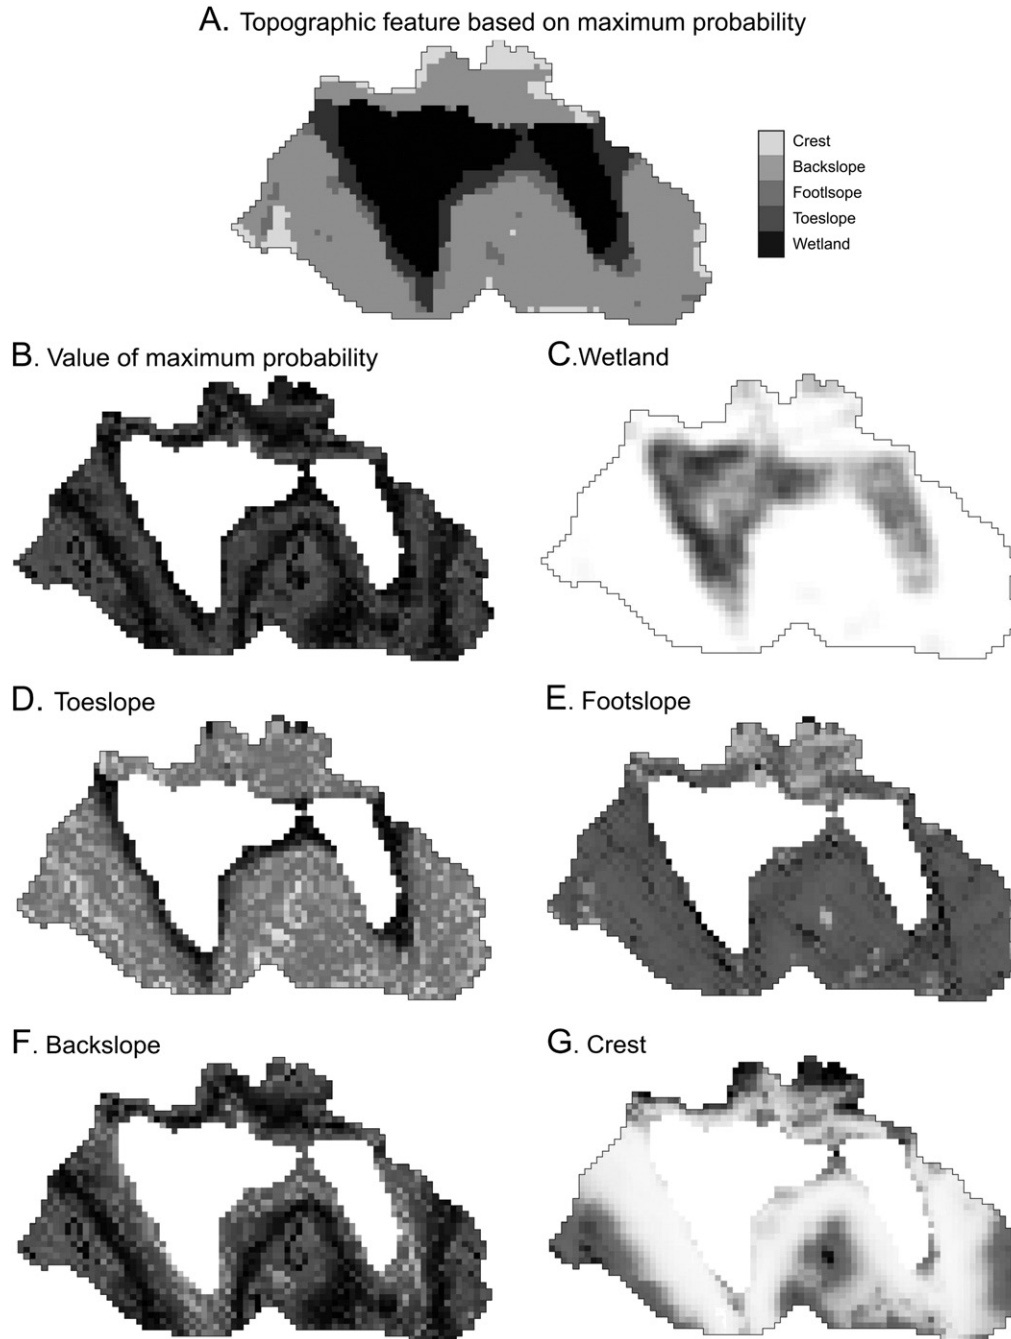 A. Topographic feature based on maximum probability
Crest
Backslope
Footlsope
Toeslope
Wetland
B. Value of maximum probability
C.Wetland
D. Toeslope
E. Footslope
F. Backslope
G. Crest